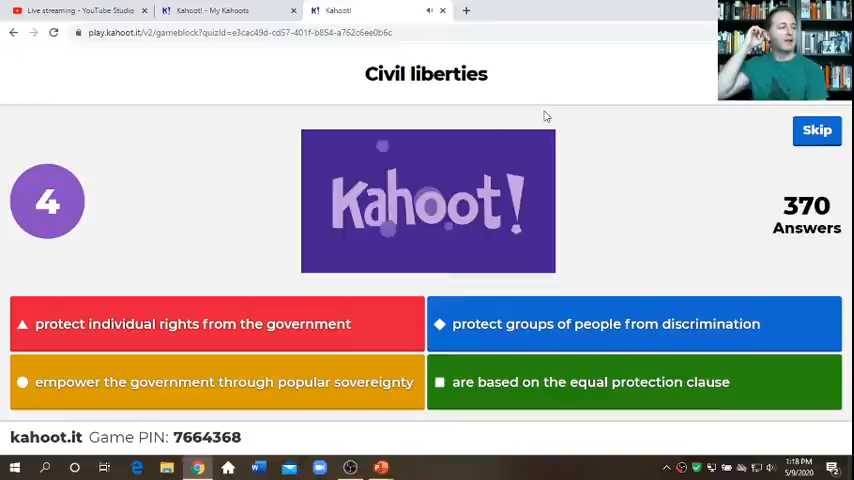 Live streaming - YouTube Studio
Kahoot! - My Kahoots
Kahoot!
play.kahoot.it/v2/gameblock?quizId=e3cac49d-cd57-401f-b854-a762c6ee0b6c
Civil liberties
Skip
4
Kahoot!
370
Answers
protect individual rights from the government
protect groups of people from discrimination
empower the government through popular sovereignty
are based on the equal protection clause
kahoot.it Game PIN: 7664368
1:18 PM
5/9/2020
2